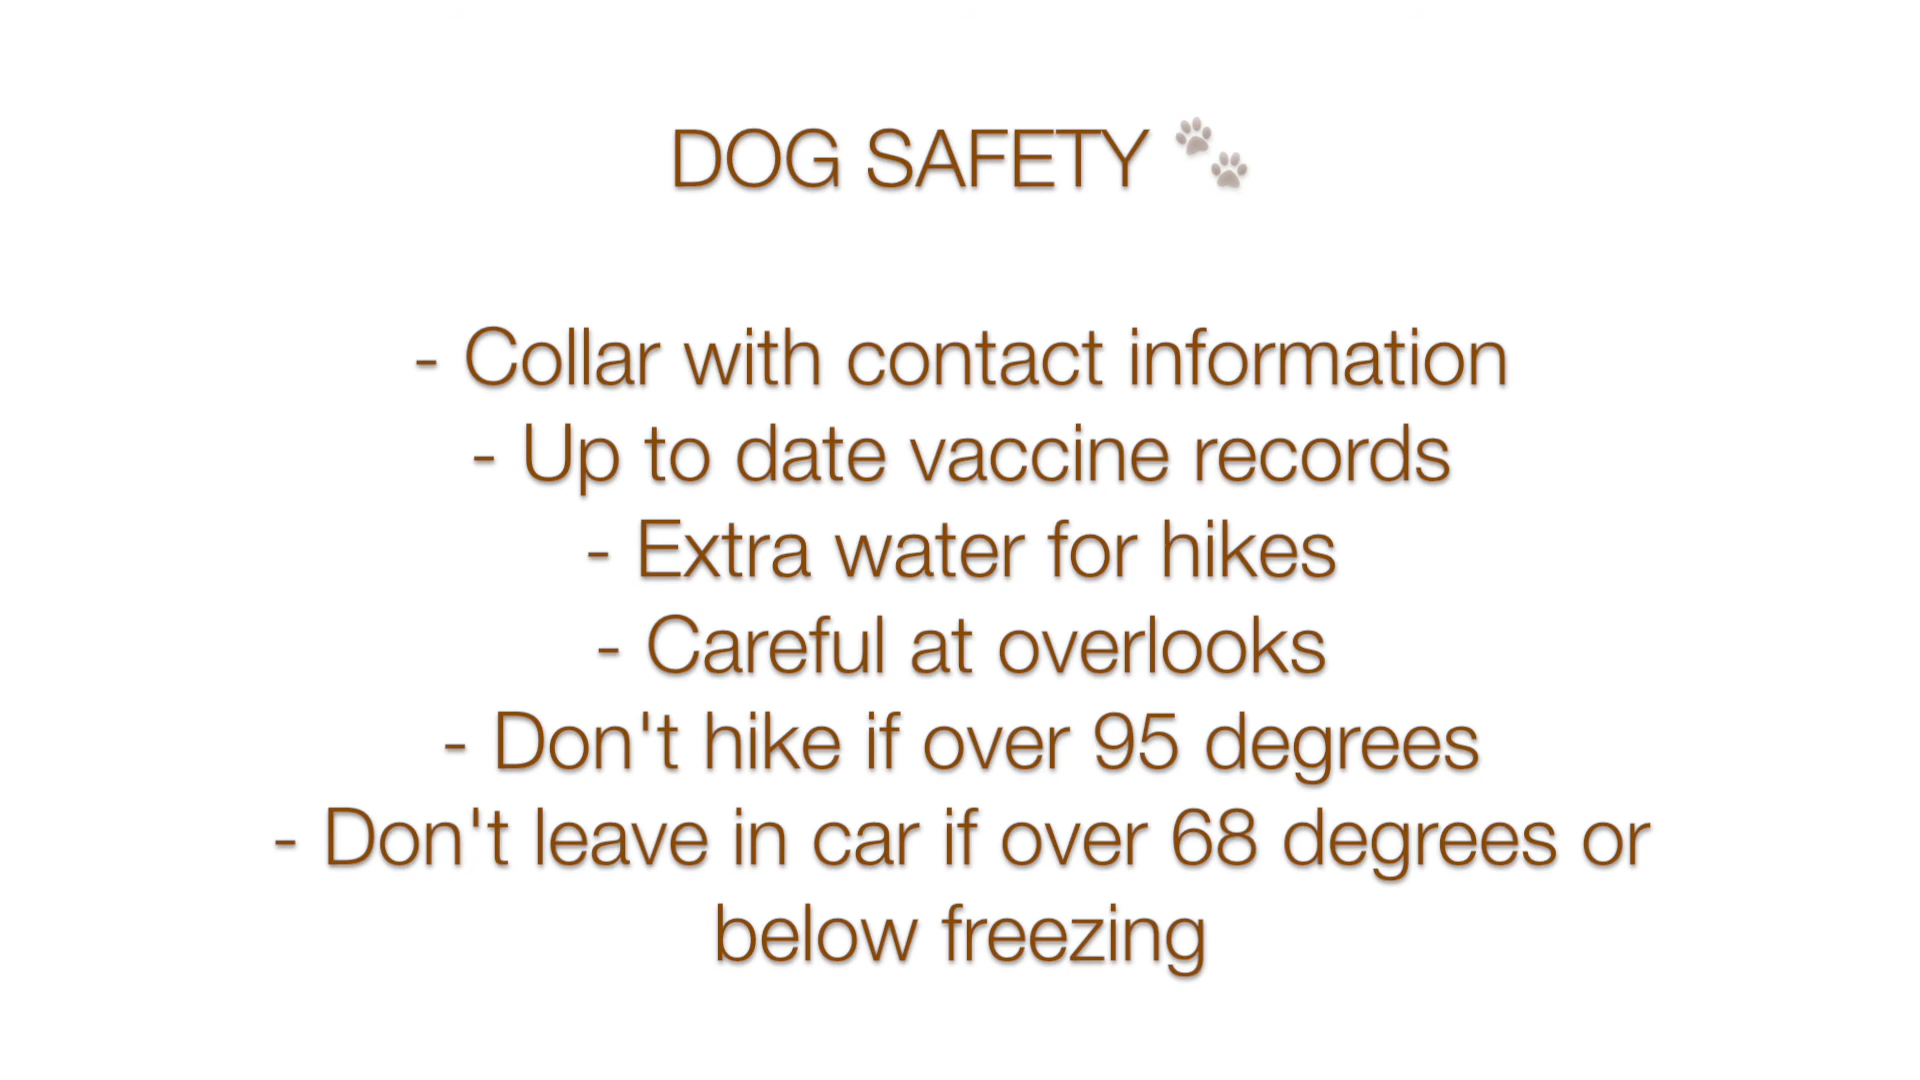 DOG SAFETY 🐾
- Collar with contact information
- Up to date vaccine records
- Extra water for hikes
- Careful at overlooks
- Don't hike if over 95 degrees
- Don't leave in car if over 68 degrees or
below freezing